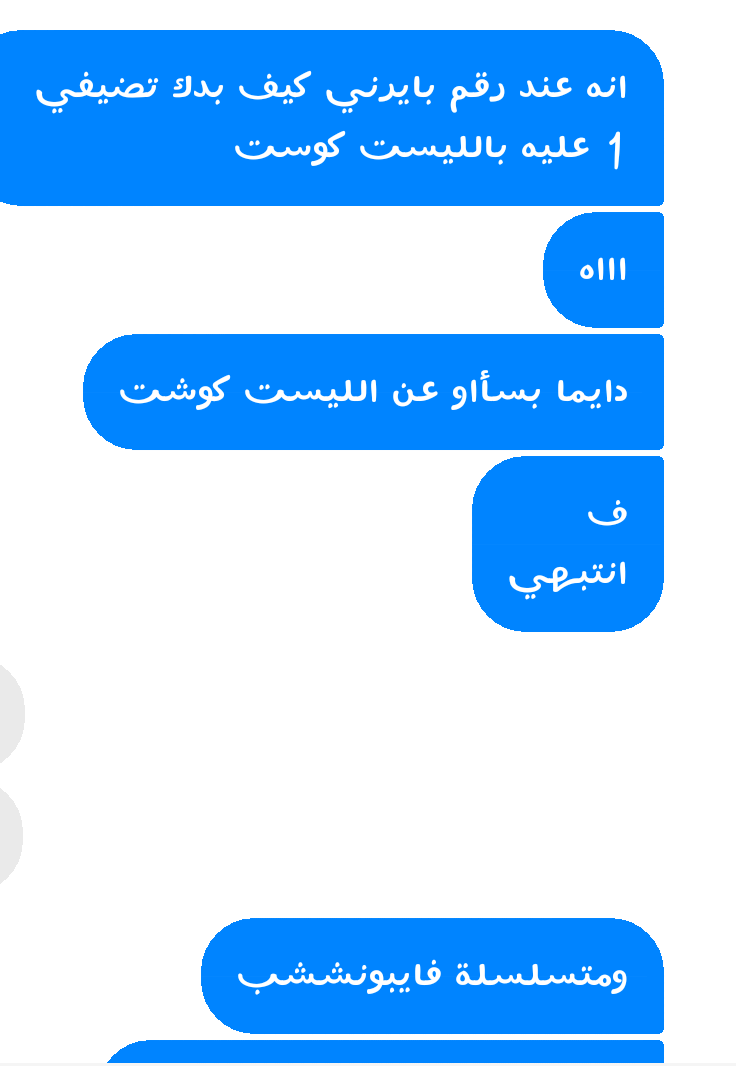 انه عند رقم بايرني كيف بدك تضيفي
1 عليه بالليست كوست
اااه
دايما بسأاو عن الليست كوشت
ف
انتبهي
ومتسلسلة فايبونششب